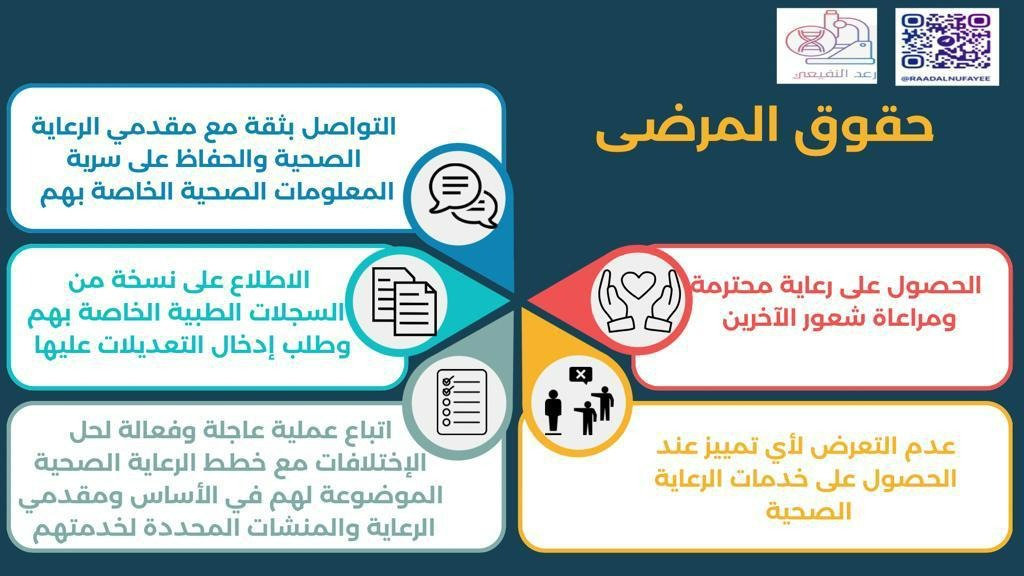 رعد النفيعي
@RAADALNUFAYEE
حقوق المرضى
الحصول على رعاية محترمة
ومراعاة شعور الآخرين
عدم التعرض لأي تمييز عند
الحصول على خدمات الرعاية
الصحية
التواصل بثقة مع مقدمي الرعاية
الصحية والحفاظ على سرية
المعلومات الصحية الخاصة بهم
الاطلاع على نسخة من
السجلات الطبية الخاصة بهم
وطلب إدخال التعديلات عليها
اتباع عملية عاجلة وفعالة لحل
الإختلافات مع خطط الرعاية الصحية
الموضوعة لهم في الأساس ومقدمي
الرعاية والمنشات المحددة لخدمتهم